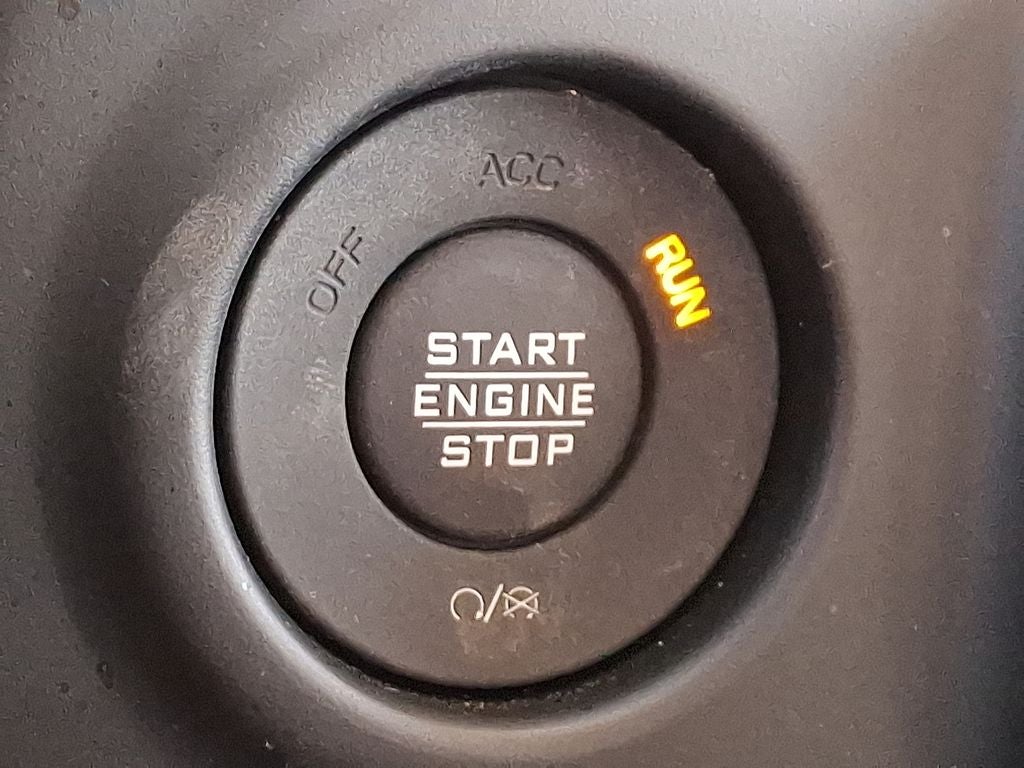 ACC
OFF
RUN
START
ENGINE
STOP